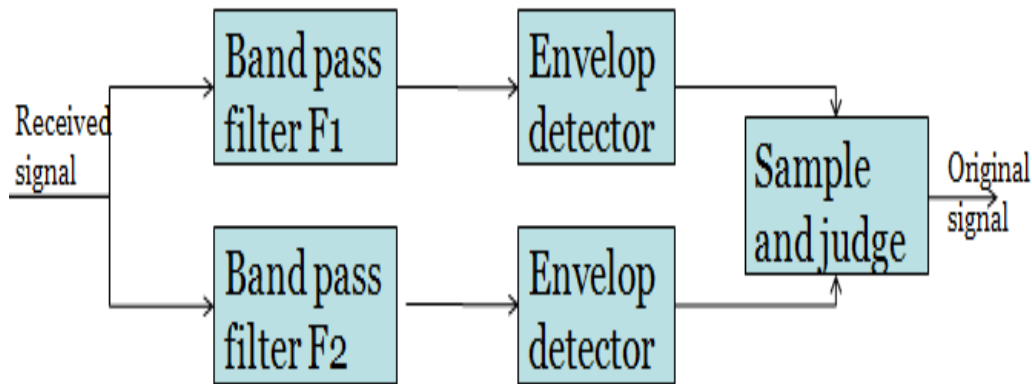 Received
signal
Band pass
filter F1
Envelop
detector
Band pass
filter F2
Envelop
detector
Sample
and judge
Original
signal